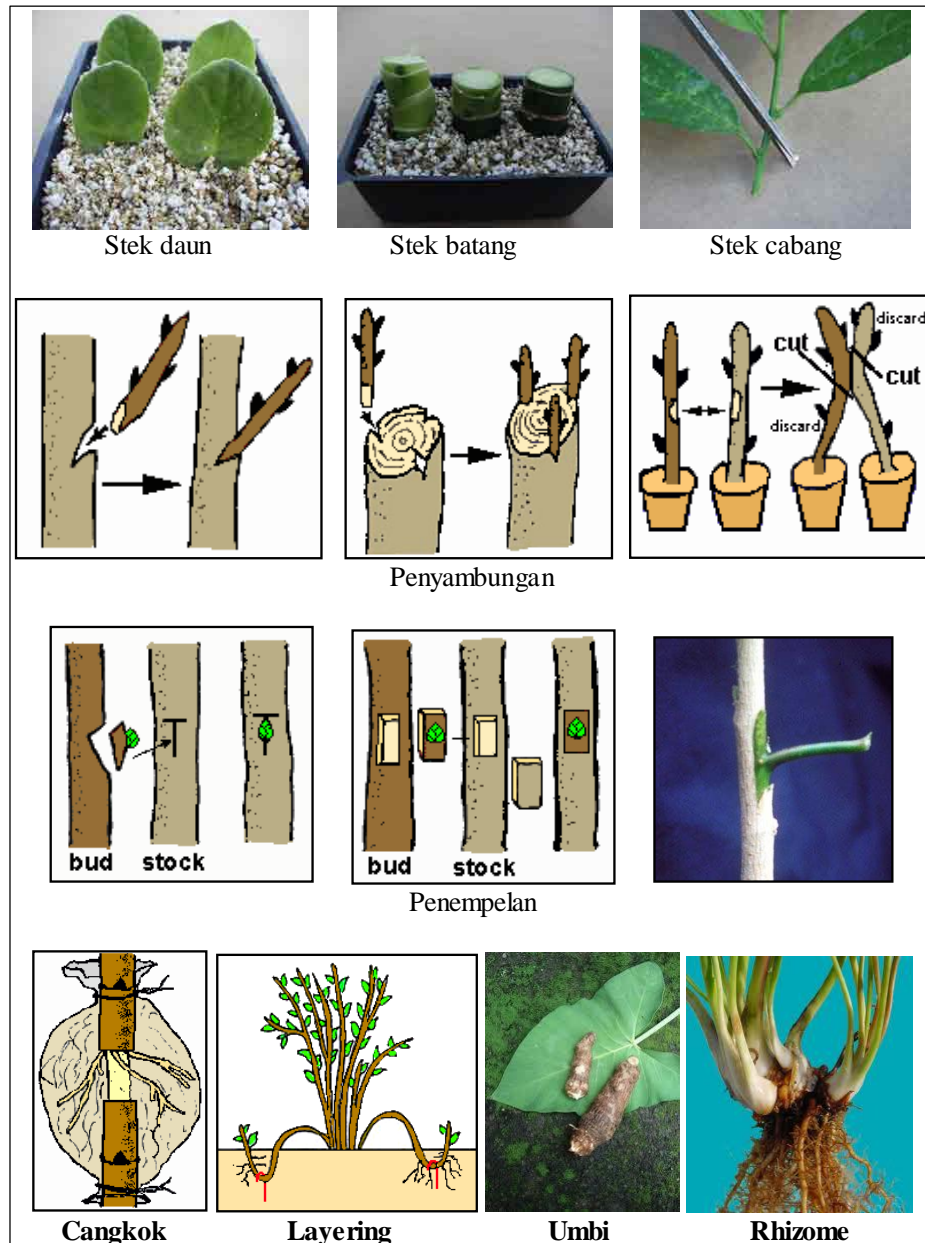 Stek daun
Stek batang
Stek cabang
discard
cut
cut
discard
Penyambungan
bud stock
bud stock
Penempelan
Cangkok
Layering
Umbi
Rhizome